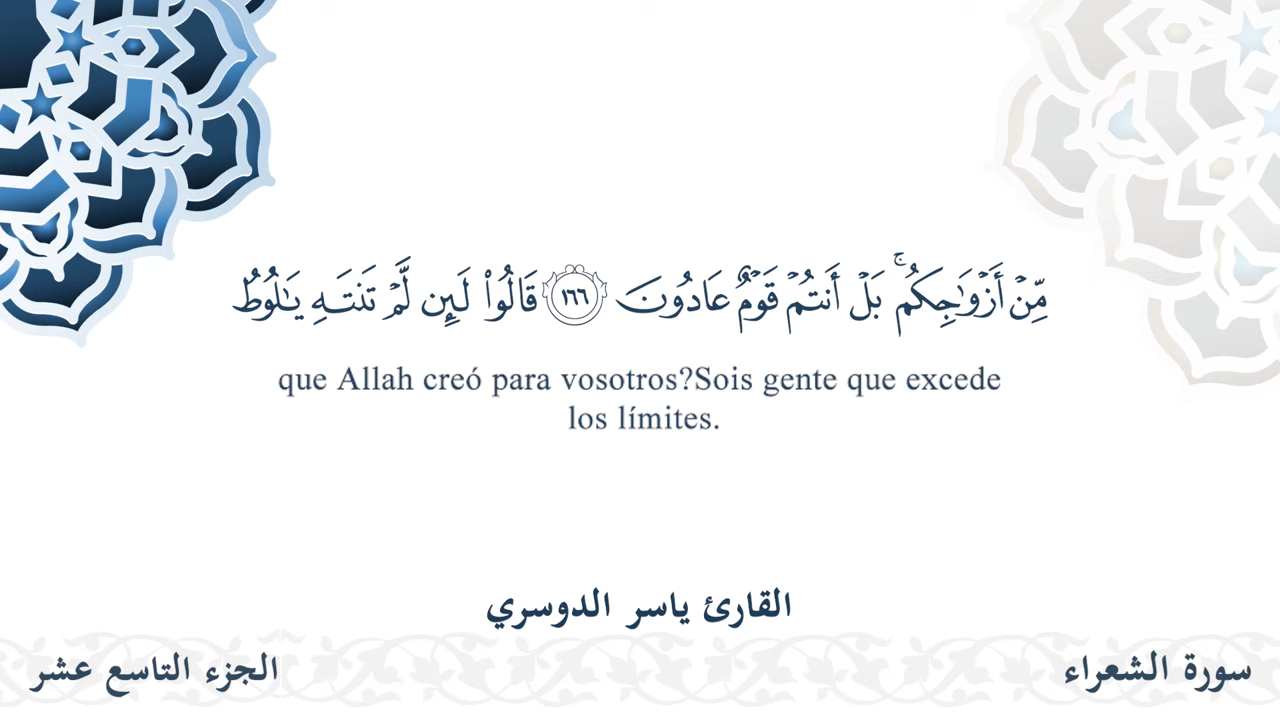 مِّنْ أَزْوَٰجِكُم ۚ بَلْ أَنتُمْ قَوْمٌ عَادُونَ ١٦٦ قَالُوا۟ لَئِن لَّمْ تَنتَهِ يَـٰلُوطُ
que Allah creó para vosotros?Sois gente que excede
los límites.
القارئ ياسر الدوسري
سورة الشعراء
الجزء التاسع عشر